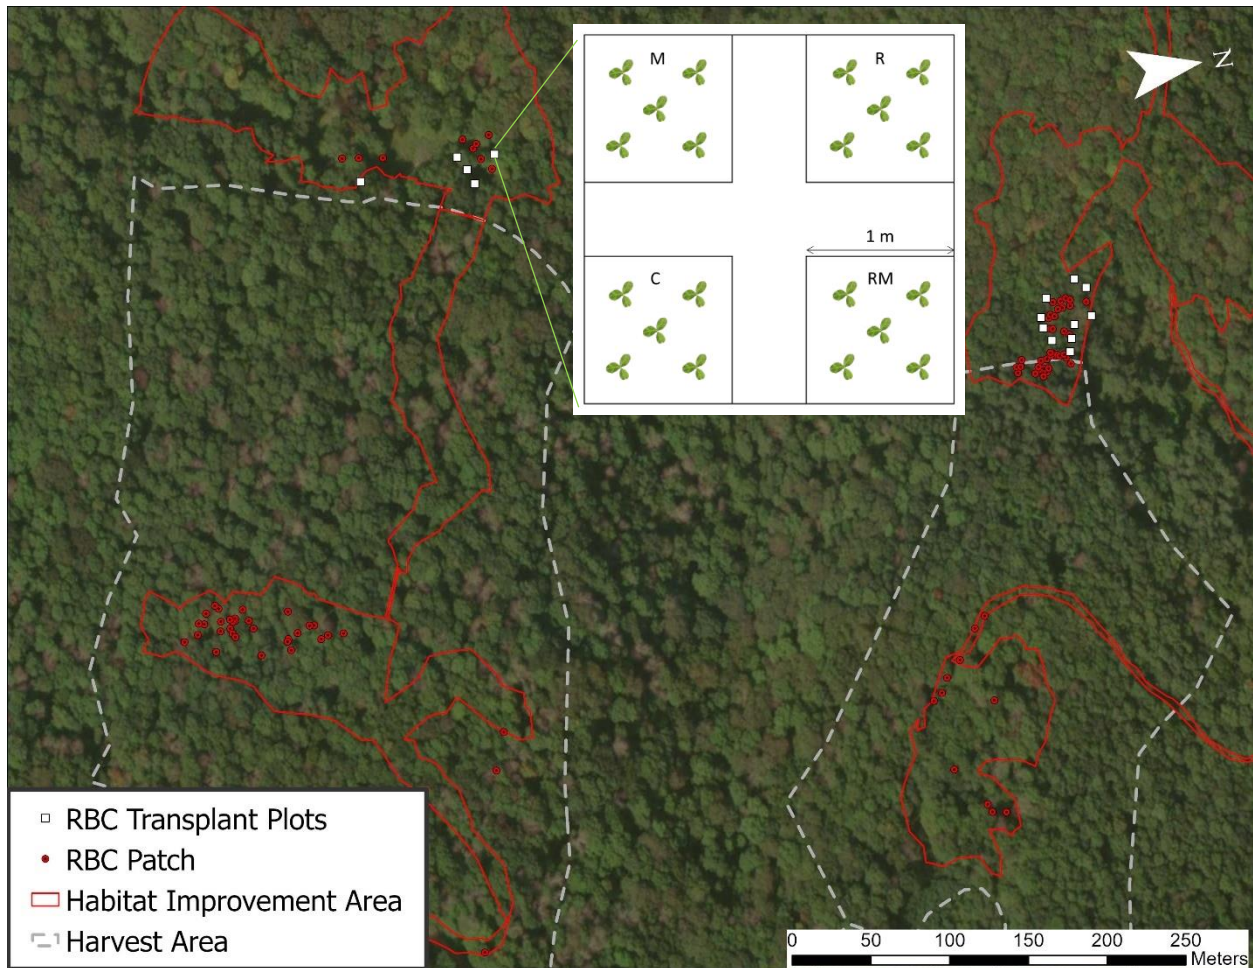 M R
N
1 m
C RM
RBC Transplant Plots
RBC Patch
Habitat Improvement Area
Harvest Area
0 50 100 150 200 250
Meters